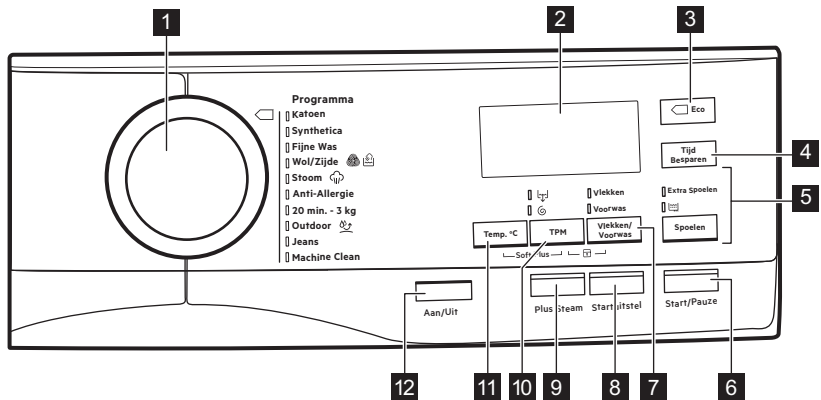 1
2
3
Programma
Katoen
Synthetica
Fijne Was
Wol/Zijde
Stoom
Anti-Allergie
20 min. - 3 kg
Outdoor
Jeans
Machine Clean
Eco
Tijd
Besparen
4
Vlekken
Voorwas
Extra Spoelen
5
Temp. °C
TPM
Vlekken/
Voorwas
Spoelen
Soft Plus
Aan/Uit
Plus Steam
Startuitstel
Start/Pauze
12
11
10
9
8
7
6